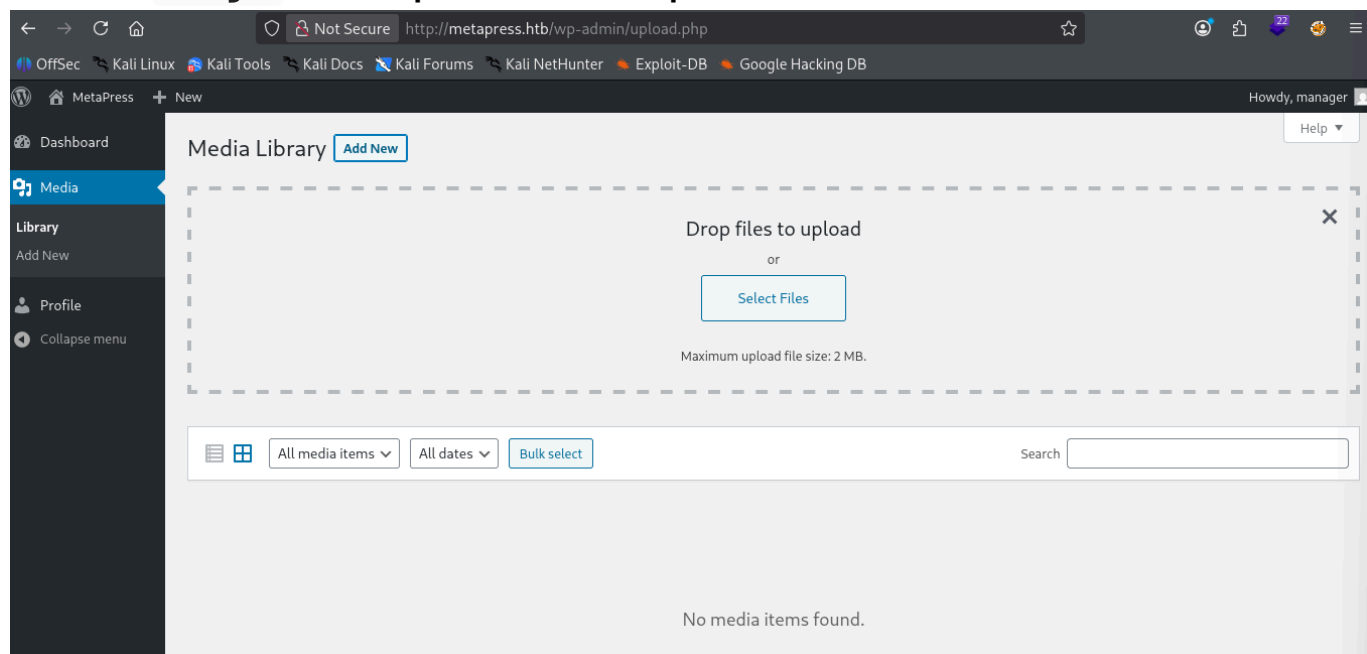 Not Secure http://metapress.htb/wp-admin/upload.php 22
OffSec Kali Linux Kali Tools Kali Docs Kali Forums Kali NetHunter Exploit-DB Google Hacking DB
MetaPress + New Howdy, manager
Dashboard
Media
Library
Add New
Profile
Collapse menu
Help ▼
Media Library Add New
Drop files to upload
or
Select Files
Maximum upload file size: 2 MB.
All media items All dates Bulk select Search
No media items found.